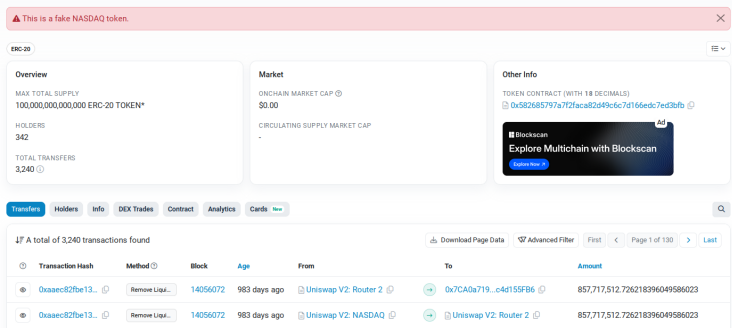 This is a fake NASDAQ token.
ERC-20
Overview
MAX TOTAL SUPPLY
100,000,000,000,000 ERC-20 TOKEN*
HOLDERS
342
TOTAL TRANSFERS
3,240
Market
ONCHAIN MARKET CAP
$0.00
CIRCULATING SUPPLY MARKET CAP
-
Other Info
TOKEN CONTRACT (WITH 18 DECIMALS)
0x582685797a7f2faca82d49c6c7d166edc7ed3bfb
Ad
Blockscan
Explore Multichain with Blockscan
Explore Now
Transfers Holders Info DEX Trades Contract Analytics Cards New
A total of 3,240 transactions found
Download Page Data Advanced Filter First Page 1 of 130 Last
Transaction Hash Method Block Age From To Amount
0xaaec82fbe13... Remove Liqui... 14056072 983 days ago Uniswap V2: Router 2 0x7CA0a719...c4d155FB6 857,717,512.726218396049586023
0xaaec82fbe13... Remove Liqui... 14056072 983 days ago Uniswap V2: NASDAQ Uniswap V2: Router 2 857,717,512.726218396049586023